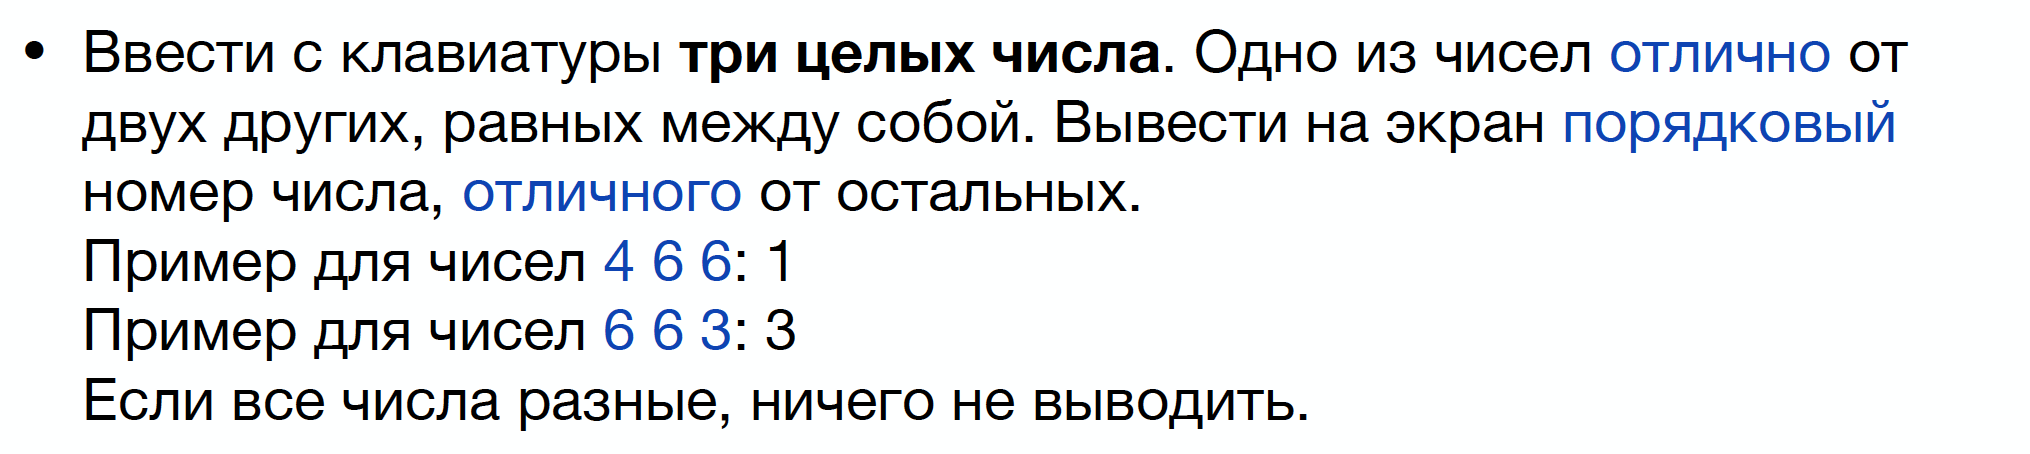 • Ввести с клавиатуры три целых числа. Одно из чисел отлично от
двух других, равных между собой. Вывести на экран порядковый
номер числа, отличного от остальных.
Пример для чисел 4 6 6: 1
Пример для чисел 6 6 3: 3
Если все числа разные, ничего не выводить.